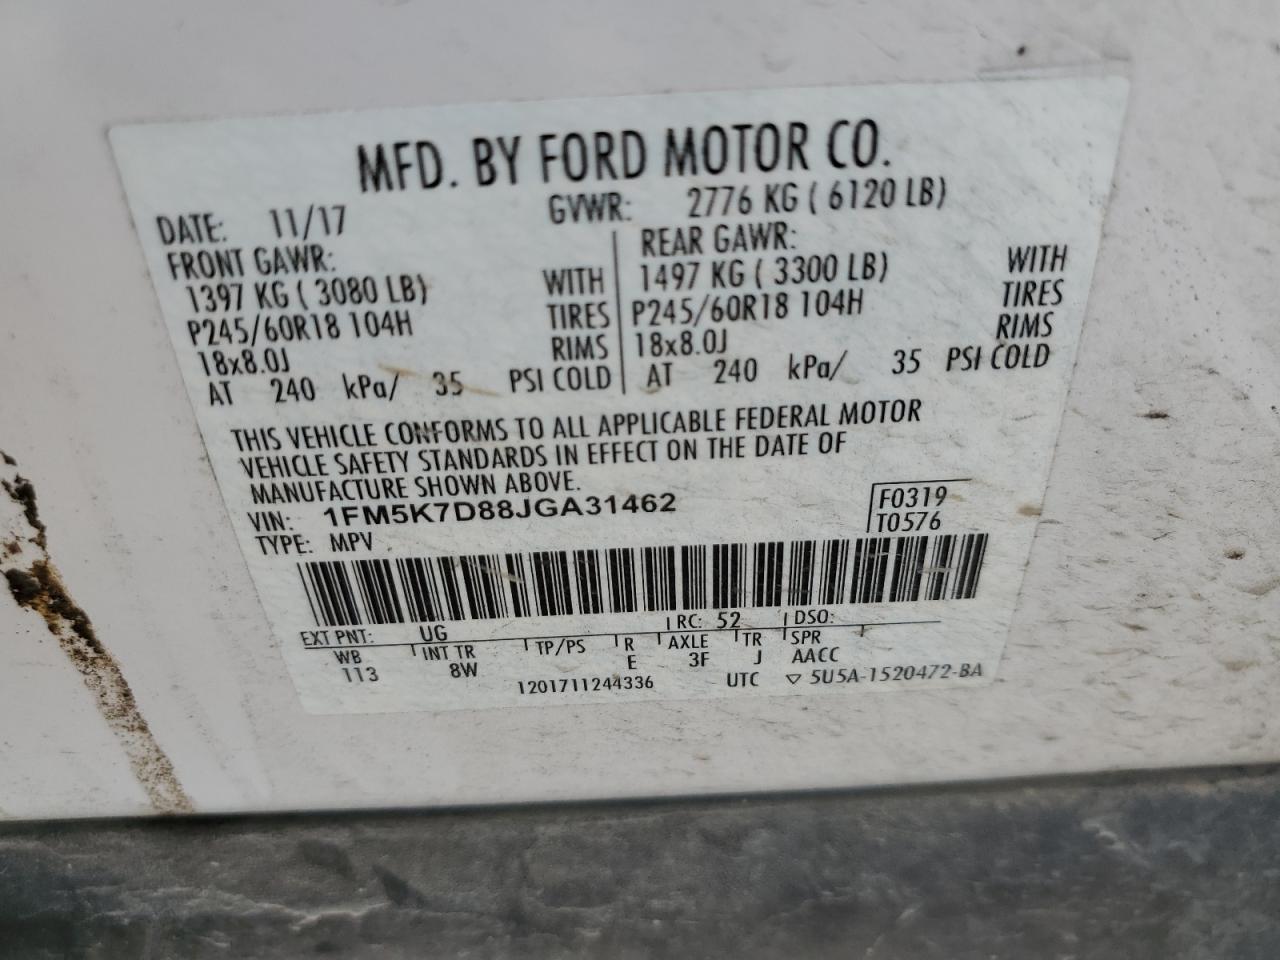 MFD. BY FORD MOTOR CO.
DATE: 11/17 GVWR: 2776 KG ( 6120 LB)
FRONT GAWR: REAR GAWR:
1397 KG ( 3080 LB) WITH 1497 KG ( 3300 LB) WITH
P245/60R18 104H TIRES P245/60R18 104H TIRES
18x8.0J RIMS 18x8.0J RIMS
AT 240 kPa/ 35 PSI COLD AT 240 kPa/ 35 PSI COLD
THIS VEHICLE CONFORMS TO ALL APPLICABLE FEDERAL MOTOR
VEHICLE SAFETY STANDARDS IN EFFECT ON THE DATE OF
MANUFACTURE SHOWN ABOVE.
VIN: 1FM5K7D88JGA31462 F0319
TYPE: MPV T0576
EXT PNT: UG RC: 52 DSO:
WB INT TR TP/PS R AXLE TR SPR
113 8W E 3F J AACC
1201711244336 UTC ▽ 5U5A-1520472-BA